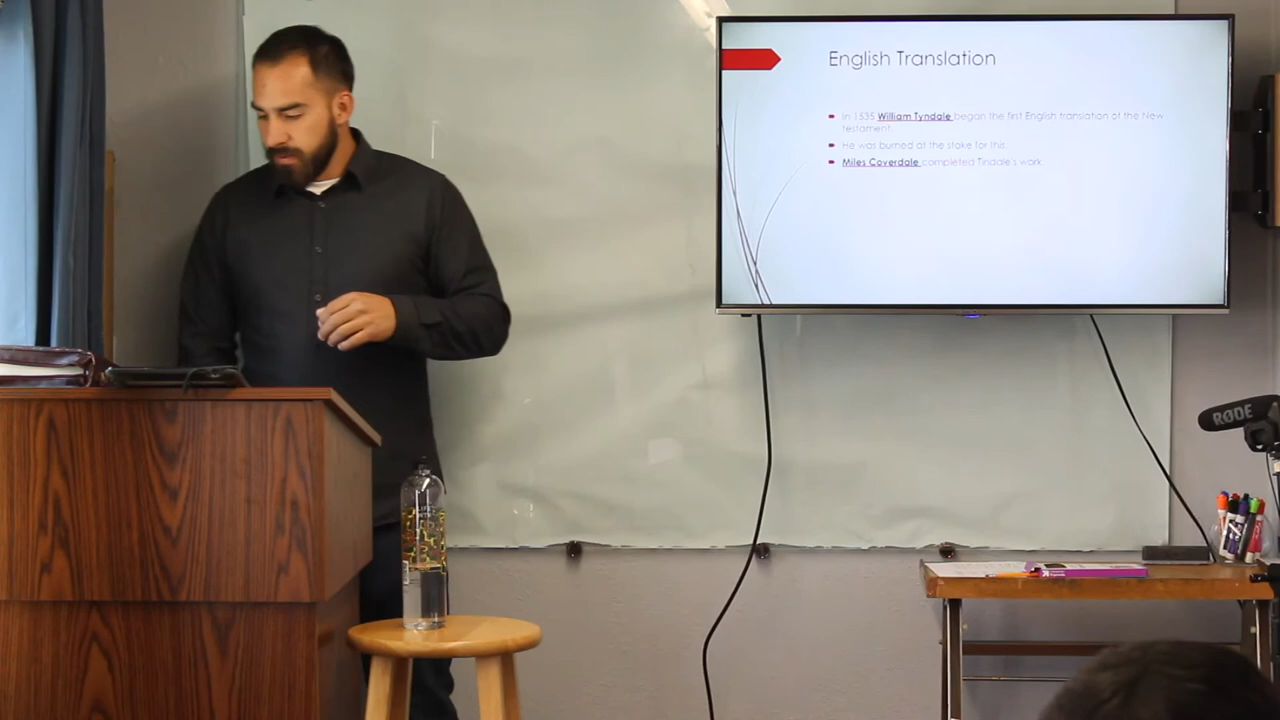 English Translation
In 1535 William Tyndale began the first English translation of the New
testament.
He was burned at the stake for this.
Miles Coverdale completed Tindale's work.
RØDE